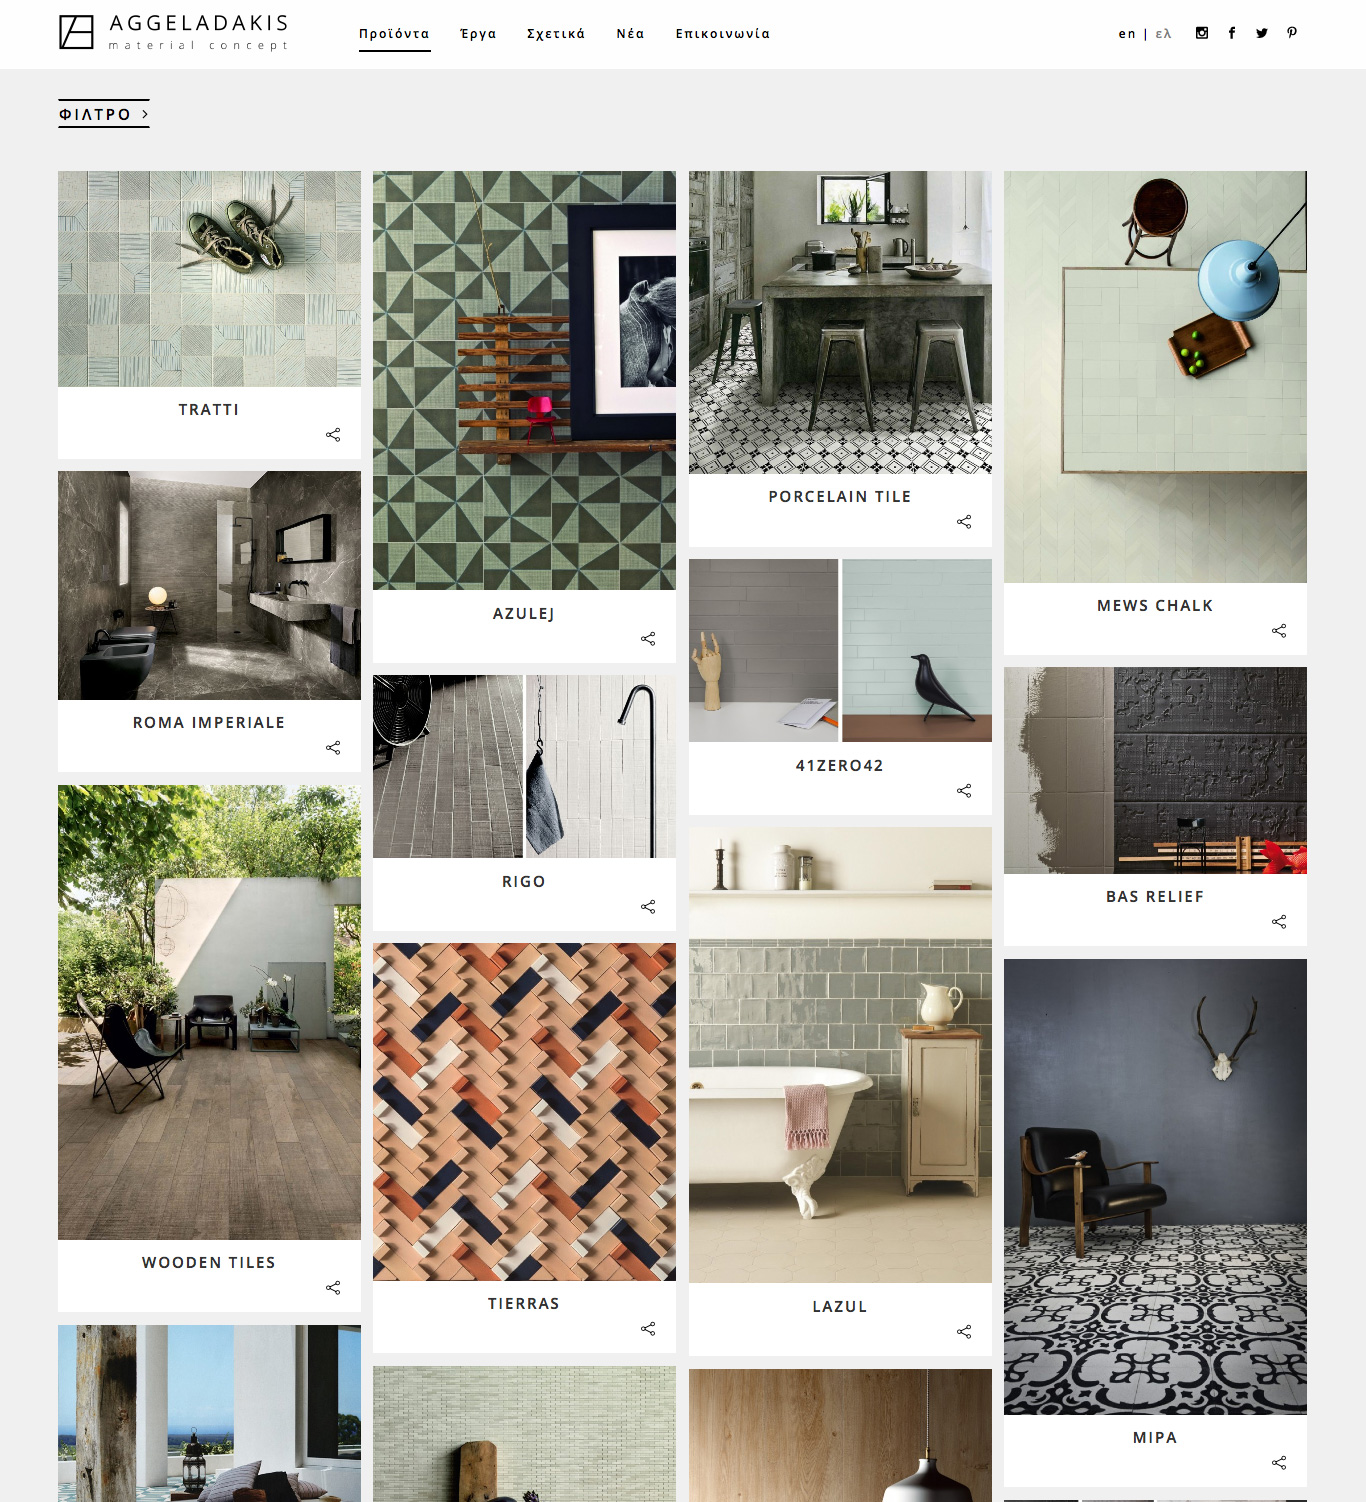 AGGELADAKIS
material concept
Προϊόντα Έργα Σχετικά Νέα Επικοινωνία
en | ελ
ΦΙΛΤΡΟ
TRATTI
ROMA IMPERIALE
WOODEN TILES
AZULEJ
RIGO
TIERRAS
PORCELAIN TILE
41ZERO42
LAZUL
MEWS CHALK
BAS RELIEF
MIPA